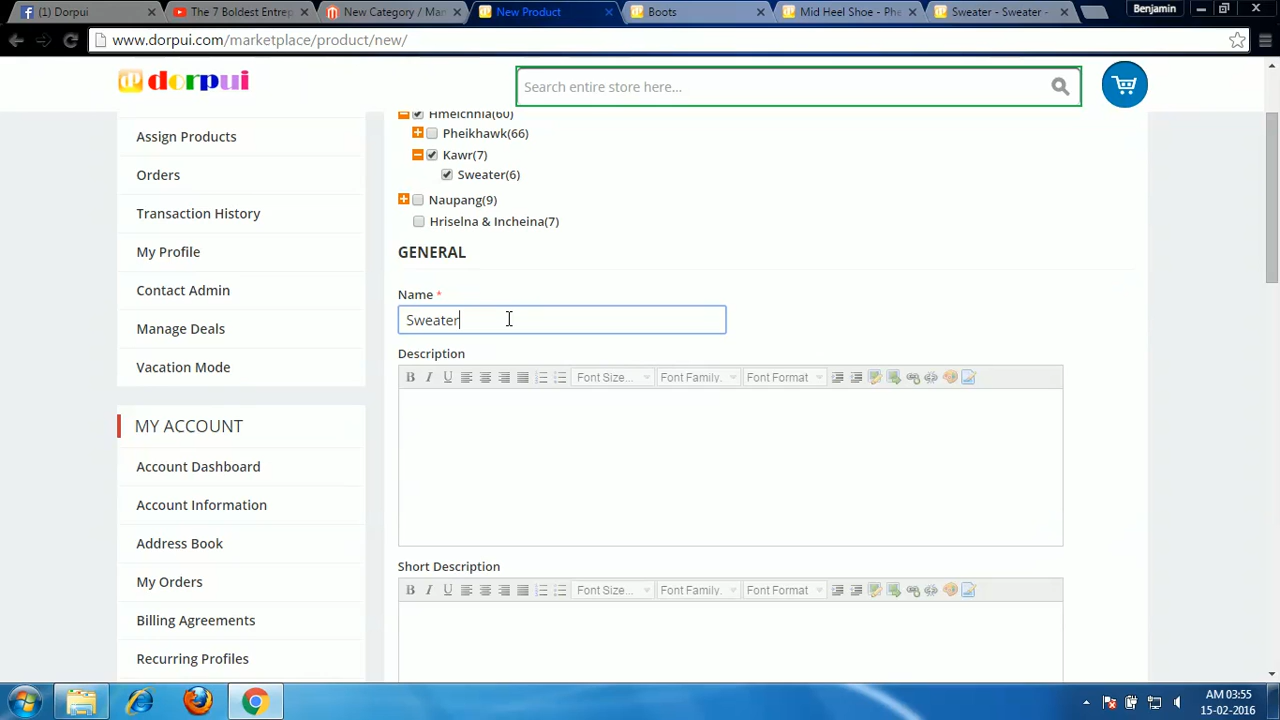 (1) Dorpui
The 7 Boldest Entrep
New Category / Mar
New Product
Boots
Mid Heel Shoe - Phe
Sweater - Sweater -
Benjamin
www.dorpui.com/marketplace/product/new/
dorpui
Search entire store here...
Assign Products
Orders
Transaction History
My Profile
Contact Admin
Manage Deals
Vacation Mode
MY ACCOUNT
Account Dashboard
Account Information
Address Book
My Orders
Billing Agreements
Recurring Profiles
Hmeichhia(60)
Pheikhawk(66)
Kawr(7)
Sweater(6)
Naupang(9)
Hriselna & Incheina(7)
GENERAL
Name *
Sweater
Description
B I U Font Size... Font Family. Font Format
Short Description
B I U Font Size... Font Family. Font Format
AM 03:55
15-02-2016